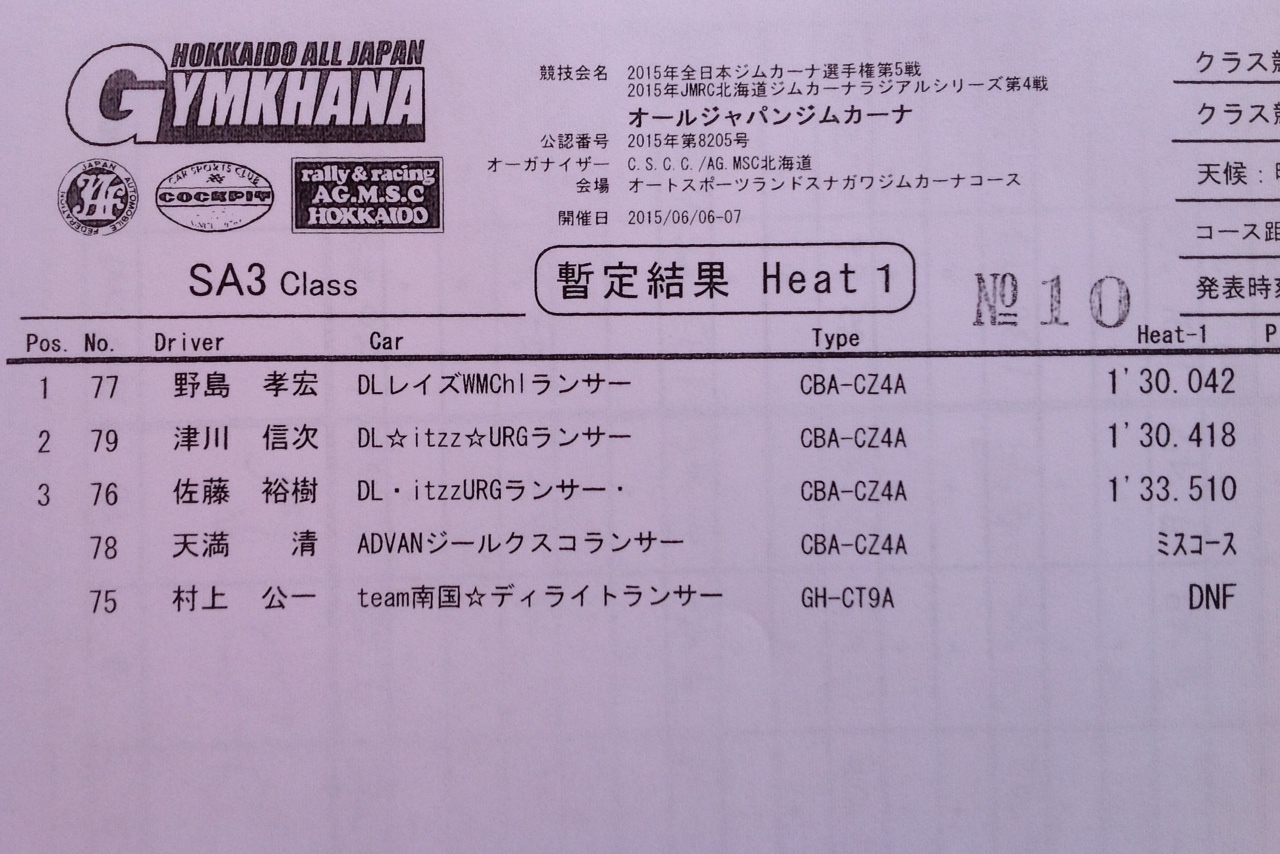 HOKKAIDO ALL JAPAN
GYMKHANA
JAPAN AUTOMOBILE FEDERATION
JAF
CAR SPORTS CLUB
COCKPIT
rally & racing
AG.M.S.C
HOKKAIDO
競技会名 2015年全日本ジムカーナ選手権第5戦
2015年JMRC北海道ジムカーナラジアルシリーズ第4戦
オールジャパンジムカーナ
公認番号 2015年第8205号
オーガナイザー C.S.C.C./AG.MSC北海道
会場 オートスポーツランドスナガワジムカーナコース
開催日 2015/06/06-07
クラス
クラス
天候：
コース距
発表時刻
SA3 Class
暫定結果 Heat 1
№10
Pos. No. Driver Car Type Heat-1 P
1 77 野島 孝宏 DLレイズWMChlランサー CBA-CZ4A 1'30.042
2 79 津川 信次 DL☆itzz☆URGランサー CBA-CZ4A 1'30.418
3 76 佐藤 裕樹 DL・itzzURGランサー・ CBA-CZ4A 1'33.510
78 天満 清 ADVANジールクスコランサー CBA-CZ4A ﾐｽｺｰｽ
75 村上 公一 team南国☆ディライトランサー GH-CT9A DNF